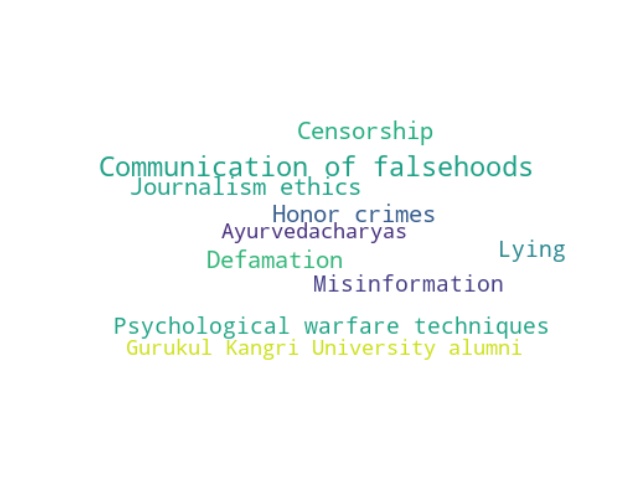 Censorship
Communication of falsehoods
Journalism ethics
Honor crimes
Ayurvedacharyas
Lying
Defamation
Misinformation
Psychological warfare techniques
Gurukul Kangri University alumni